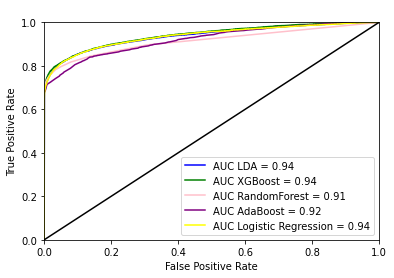 1.0
0.8
0.6
0.4
0.2
0.0
True Positive Rate
AUC LDA = 0.94
AUC XGBoost = 0.94
AUC RandomForest = 0.91
AUC AdaBoost = 0.92
AUC Logistic Regression = 0.94
0.0 0.2 0.4 0.6 0.8 1.0
False Positive Rate